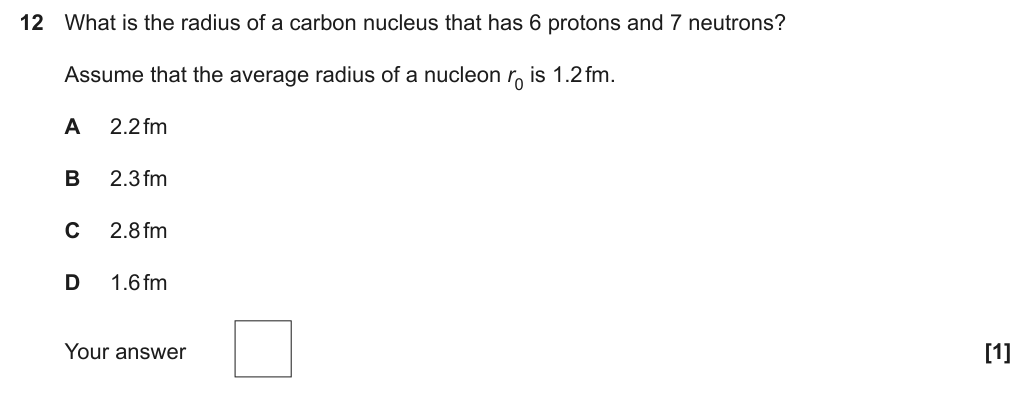 12 What is the radius of a carbon nucleus that has 6 protons and 7 neutrons?
Assume that the average radius of a nucleon r₀ is 1.2 fm.
A 2.2 fm
B 2.3 fm
C 2.8 fm
D 1.6 fm
Your answer [1]